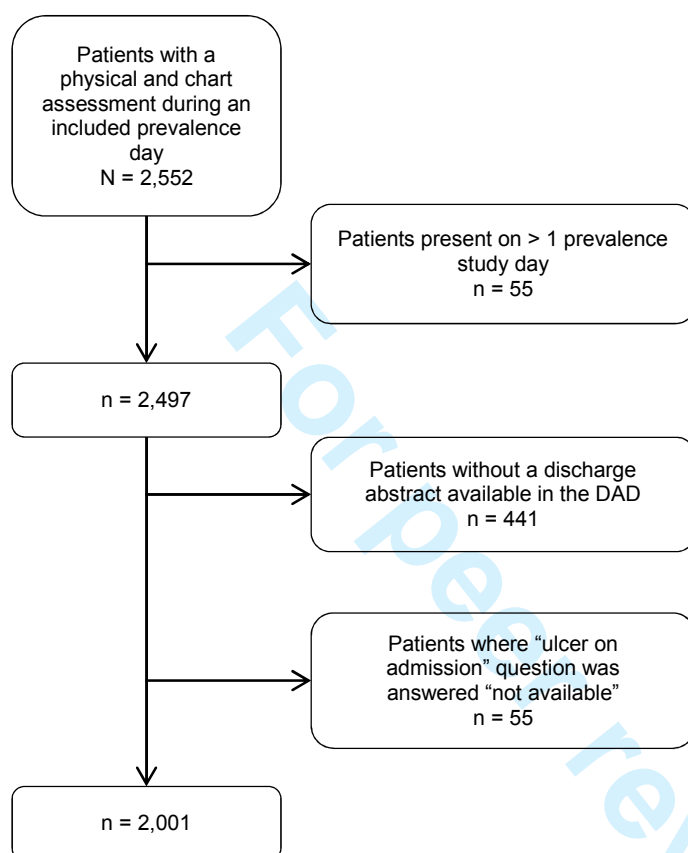 Patients with a
physical and chart
assessment during an
included prevalence
day
N = 2,552
Patients present on > 1 prevalence
study day
n = 55
n = 2,497
Patients without a discharge
abstract available in the DAD
n = 441
Patients where “ulcer on
admission” question was
answered “not available”
n = 55
n = 2,001
For peer rev